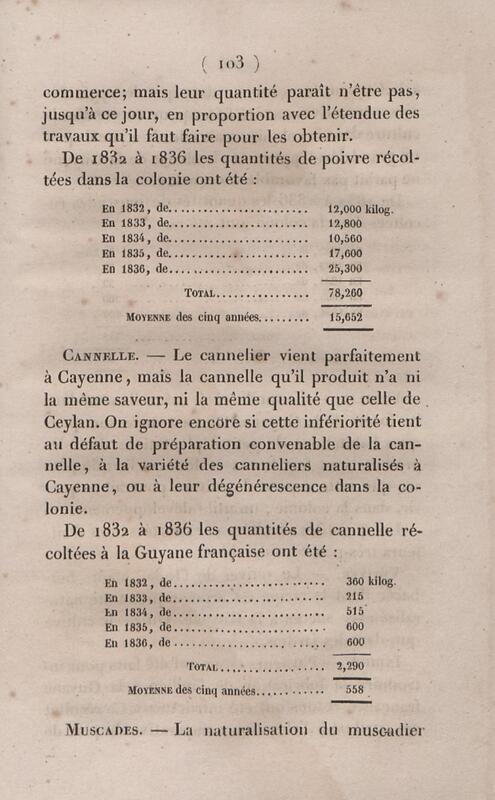 ( 103 )
commerce; mais leur quantité paraît n'être pas,
jusqu'à ce jour, en proportion avec l'étendue des
travaux qu'il faut faire pour les obtenir.
De 1832 à 1836 les quantités de poivre récol-
tées dans la colonie ont été :
En 1832, de........................ 12,000 kilog.
En 1833, de........................ 12,800
En 1834, de........................ 10,560
En 1835, de........................ 17,600
En 1836, de........................ 25,300
TOTAL................ 78,260
MOYENNE des cinq années......... 15,652
CANNELLE. — Le cannelier vient parfaitement
à Cayenne, mais la cannelle qu'il produit n'a ni
la même saveur, ni la même qualité que celle de
Ceylan. On ignore encore si cette infériorité tient
au défaut de préparation convenable de la can-
nelle, à la variété des canneliers naturalisés à
Cayenne, ou à leur dégénérescence dans la co-
lonie.
De 1832 à 1836 les quantités de cannelle ré-
coltées à la Guyane française ont été :
En 1832, de.......................... 360 kilog.
En 1833, de.......................... 215
En 1834, de.......................... 515
En 1835, de.......................... 600
En 1836, de.......................... 600
TOTAL.................. 2,290
MOYENNE des cinq années............ 558
MUSCADES. — La naturalisation du muscadier